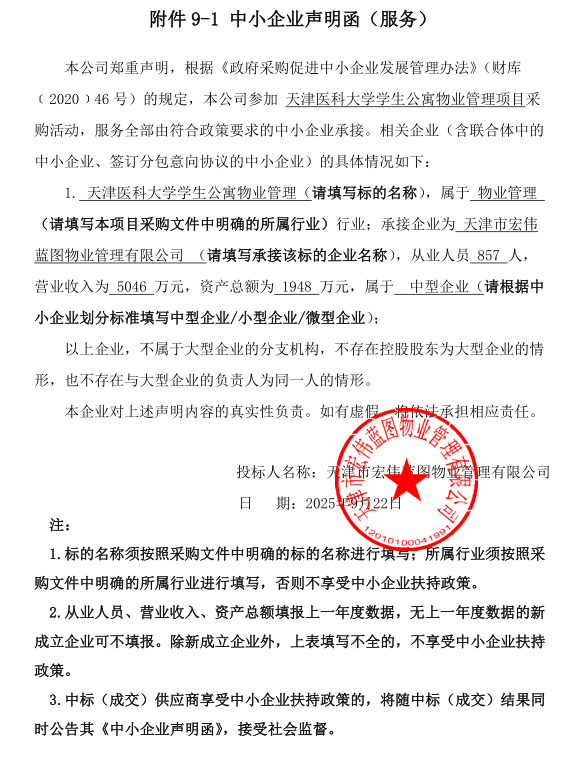 附件 9-1 中小企业声明函（服务）
本公司郑重声明，根据《政府采购促进中小企业发展管理办法》（财库
﹝2020﹞46 号）的规定，本公司参加 天津医科大学学生公寓物业管理项目采
购活动，服务全部由符合政策要求的中小企业承接。相关企业（含联合体中的
中小企业、签订分包意向协议的中小企业）的具体情况如下：
1. 天津医科大学学生公寓物业管理（请填写标的名称），属于 物业管理
（请填写本项目采购文件中明确的所属行业）行业；承接企业为 天津市宏伟
蓝图物业管理有限公司 （请填写承接该标的企业名称），从业人员 857 人，
营业收入为 5046 万元，资产总额为 1948 万元，属于 中型企业（请根据中
小企业划分标准填写中型企业/小型企业/微型企业）；
以上企业，不属于大型企业的分支机构，不存在控股股东为大型企业的情
形，也不存在与大型企业的负责人为同一人的情形。
本企业对上述声明内容的真实性负责。如有虚假，将依法承担相应责任。
投标人名称：天津市宏伟蓝图物业管理有限公司
日 期：2025年9月22日
天津市宏伟蓝图物业管理有限公司
12010100041991
注：
1.标的名称须按照采购文件中明确的标的名称进行填写；所属行业须按照采
购文件中明确的所属行业进行填写，否则不享受中小企业扶持政策。
2.从业人员、营业收入、资产总额填报上一年度数据，无上一年度数据的新
成立企业可不填报。除新成立企业外，上表填写不全的，不享受中小企业扶持
政策。
3.中标（成交）供应商享受中小企业扶持政策的，将随中标（成交）结果同
时公告其《中小企业声明函》，接受社会监督。